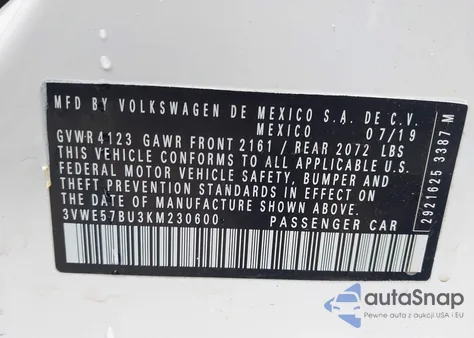 MFD BY VOLKSWAGEN DE MEXICO S.A. DE C.V.
MEXICO 07/19
GVWR 4123 GAWR FRONT 2161 / REAR 2072 LBS
THIS VEHICLE CONFORMS TO ALL APPLICABLE U.S.
FEDERAL MOTOR VEHICLE SAFETY, BUMPER AND
THEFT PREVENTION STANDARDS IN EFFECT ON
THE DATE OF MANUFACTURE SHOWN ABOVE
3VWE57BU3KM230600 PASSENGER CAR
2921625 3387 M
autoSnap
Pewne auta z aukcji USA i EU